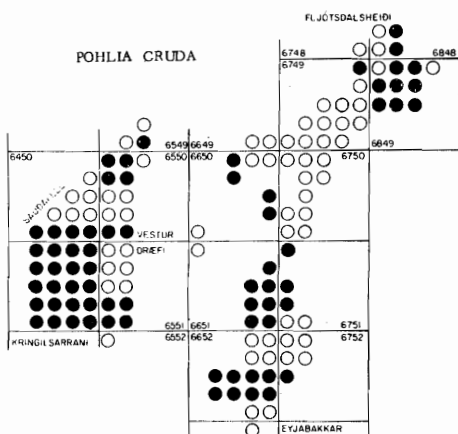 FLJÓTSDALSHEIÐI
POHLIA CRUDA
6748 6848
6749
6549 6649
6849
6450 6550 6650 6750
VESTUR
ÖRÆFI
6551 6651 6751
KRINGILSÁRRANI 6552 6652 6752
EYJABAKKAR